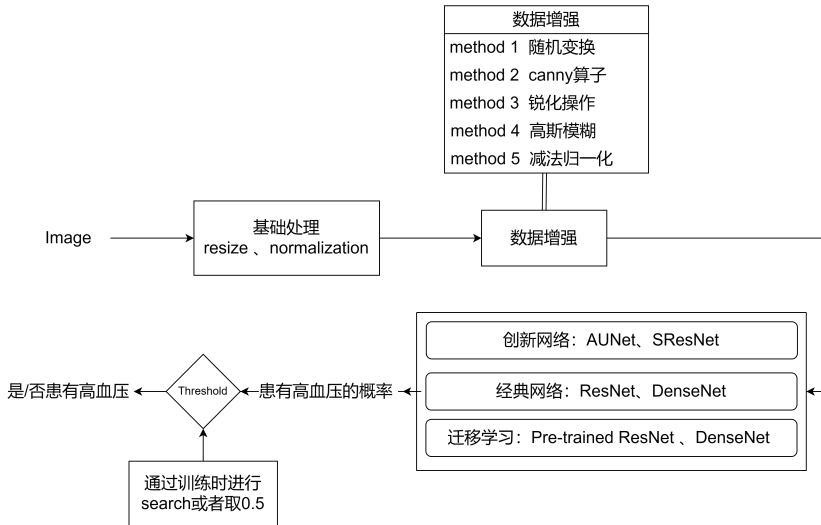 数据增强
method 1 随机变换
method 2 canny算子
method 3 锐化操作
method 4 高斯模糊
method 5 减法归一化
Image
基础处理
resize 、normalization
数据增强
创新网络：AUNet、SResNet
经典网络：ResNet、DenseNet
迁移学习：Pre-trained ResNet 、DenseNet
患有高血压的概率
Threshold
是/否患有高血压
通过训练时进行
search或者取0.5